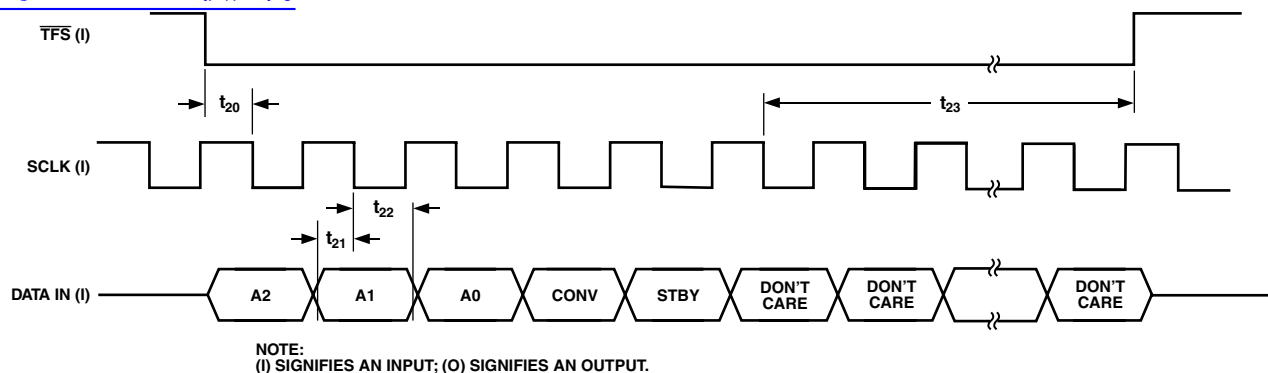 TFS (I)
t20
t23
SCLK (I)
t22
t21
DATA IN (I)
A2
A1
A0
CONV
STBY
DON'T
CARE
DON'T
CARE
DON'T
CARE
NOTE:
(I) SIGNIFIES AN INPUT; (O) SIGNIFIES AN OUTPUT.